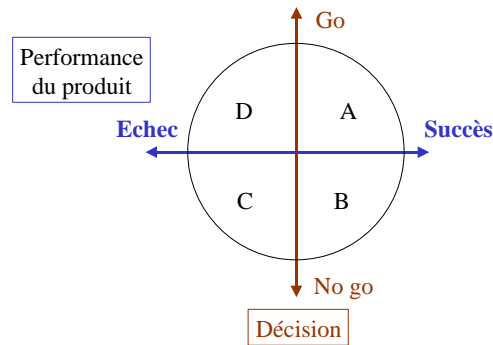 Go
Performance
du produit
D
A
Echec
Succès
C
B
No go
Décision